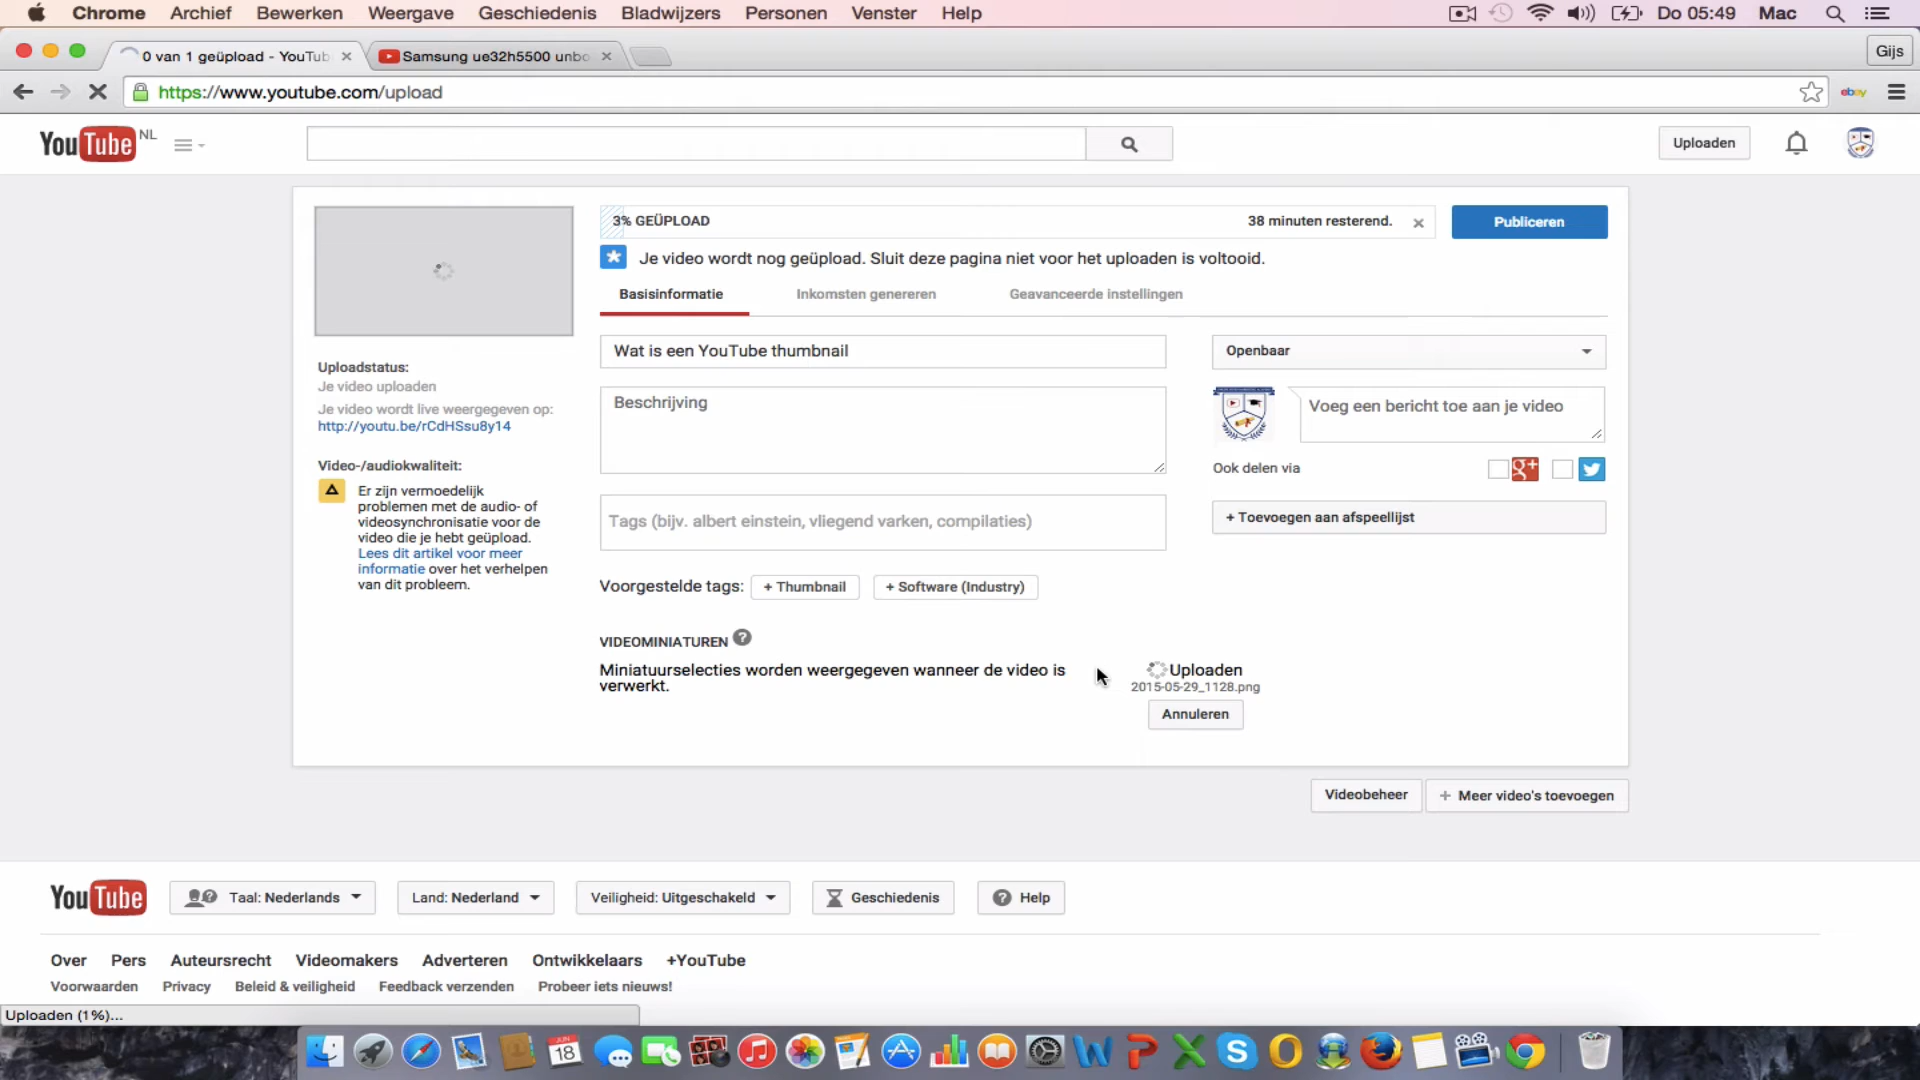 Chrome Archief Bewerken Weergave Geschiedenis Bladwijzers Personen Venster Help Do 05:49 Mac
0 van 1 geüpload - YouTub Samsung ue32h5500 unbo Gijs
https://www.youtube.com/upload ebay
YouTube NL Uploaden
3% GEÜPLOAD 38 minuten resterend. Publiceren
Je video wordt nog geüpload. Sluit deze pagina niet voor het uploaden is voltooid.
Basisinformatie Inkomsten genereren Geavanceerde instellingen
Wat is een YouTube thumbnail Openbaar
Uploadstatus:
Je video uploaden
Je video wordt live weergegeven op:
http://youtu.be/rCdHSsu8y14
Beschrijving Voeg een bericht toe aan je video
Video-/audiokwaliteit:
Er zijn vermoedelijk
problemen met de audio- of
videosynchronisatie voor de
video die je hebt geüpload.
Lees dit artikel voor meer
informatie over het verhelpen
van dit probleem.
Ook delen via g+
Tags (bijv. albert einstein, vliegend varken, compilaties) + Toevoegen aan afspeellijst
Voorgestelde tags: + Thumbnail + Software (Industry)
VIDEOMINIATUREN ?
Miniatuurselecties worden weergegeven wanneer de video is
verwerkt.
Uploaden
2015-05-29_1128.png
Annuleren
Videobeheer + Meer video's toevoegen
YouTube Taal: Nederlands Land: Nederland Veiligheid: Uitgeschakeld Geschiedenis ? Help
Over Pers Auteursrecht Videomakers Adverteren Ontwikkelaars +YouTube
Voorwaarden Privacy Beleid & veiligheid Feedback verzenden Probeer iets nieuws!
Uploaden (1%)...
JUN 18